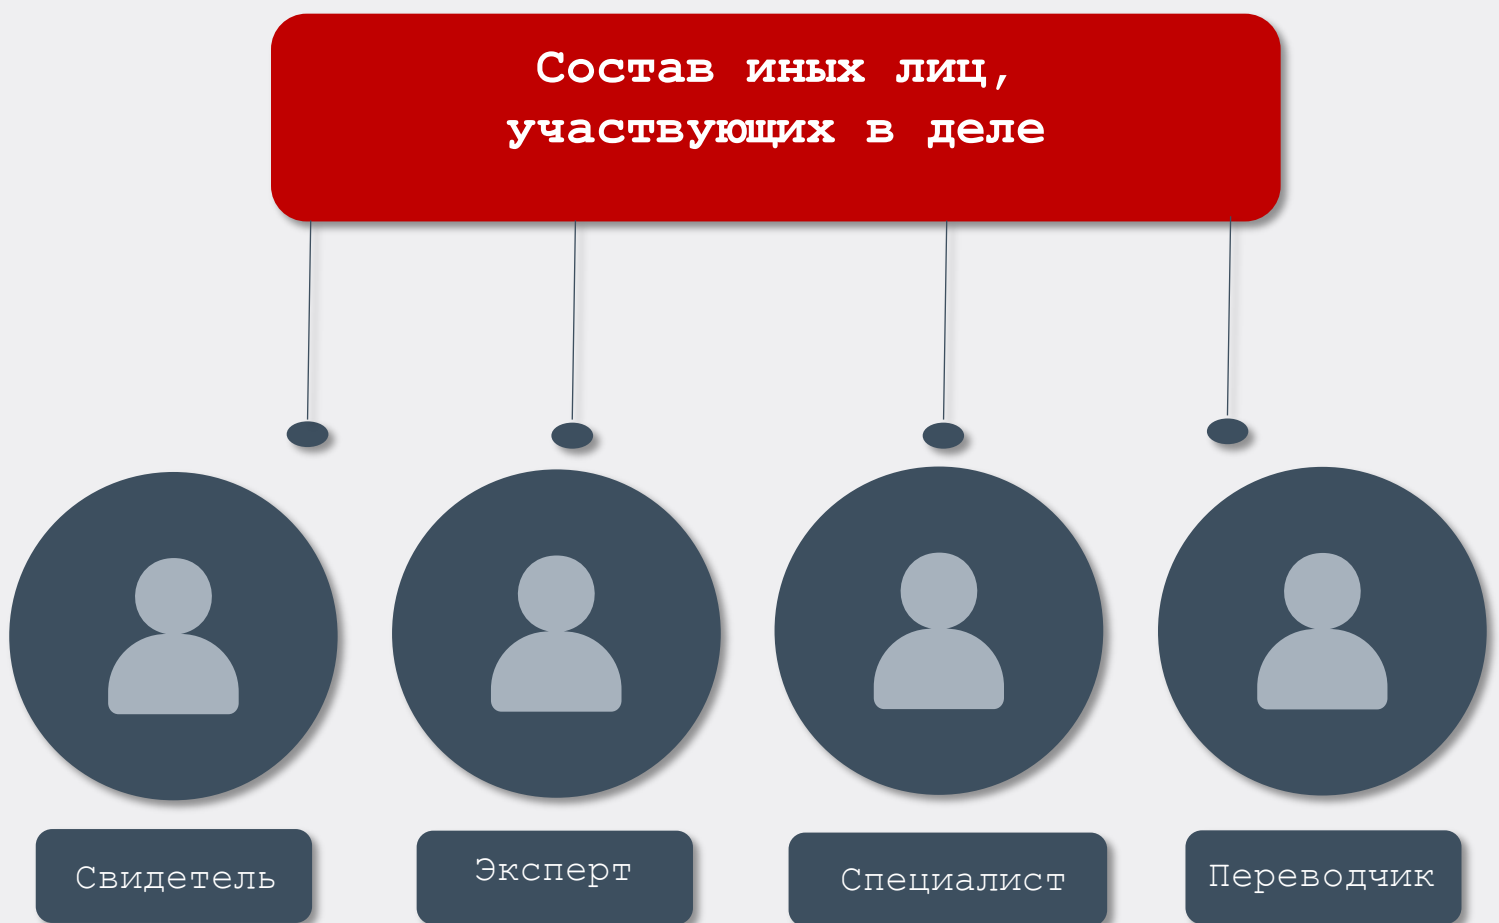 Состав иных лиц,
участвующих в деле
Свидетель
Эксперт
Специалист
Переводчик